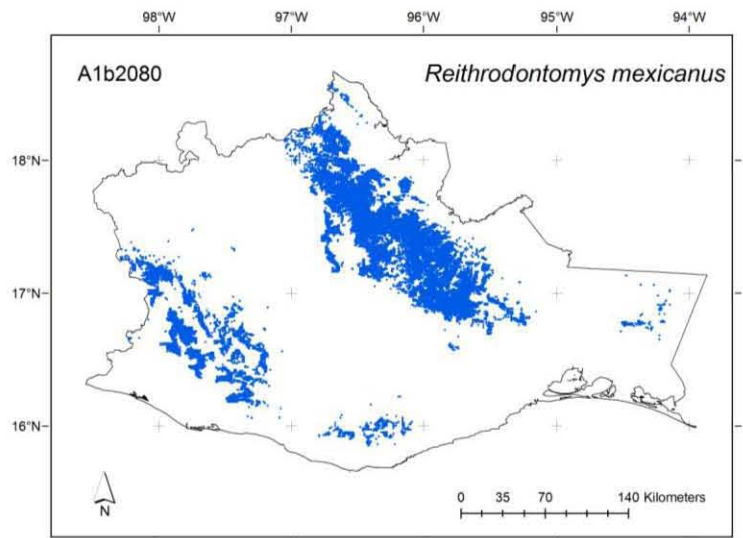 98°W 97°W 96°W 95°W 94°W
A1b2080 Reithrodontomys mexicanus
18°N
17°N
16°N
0 35 70 140 Kilometers
N